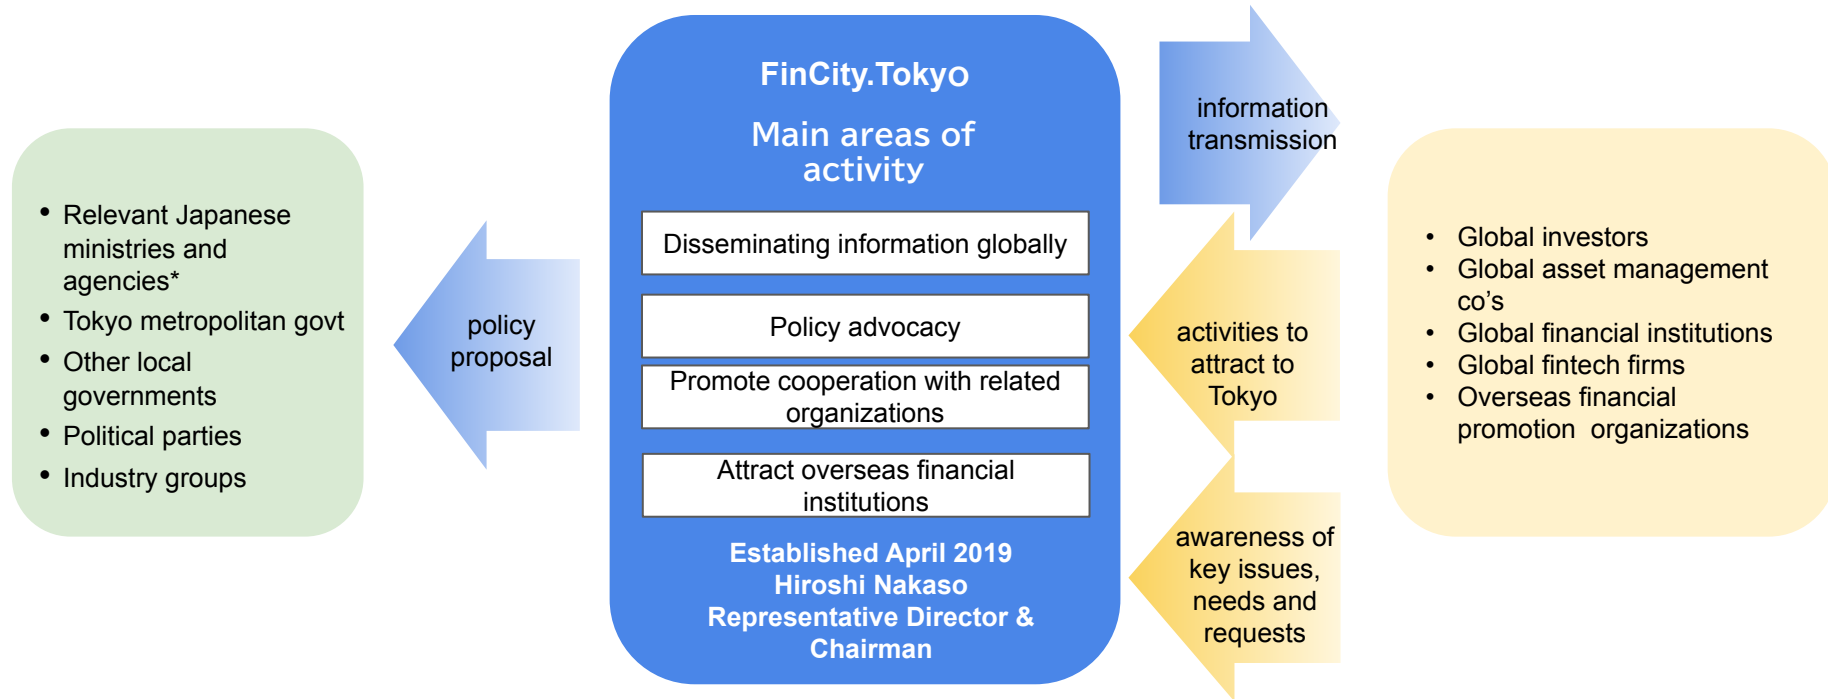 • Relevant Japanese
ministries and
agencies*
• Tokyo metropolitan govt
• Other local
governments
• Political parties
• Industry groups
policy
proposal
FinCity.Tokyo
Main areas of
activity
Disseminating information globally
Policy advocacy
Promote cooperation with related
organizations
Attract overseas financial
institutions
Established April 2019
Hiroshi Nakaso
Representative Director &
Chairman
information
transmission
activities to
attract to
Tokyo
awareness of
key issues,
needs and
requests
• Global investors
• Global asset management
co’s
• Global financial institutions
• Global fintech firms
• Overseas financial
promotion organizations